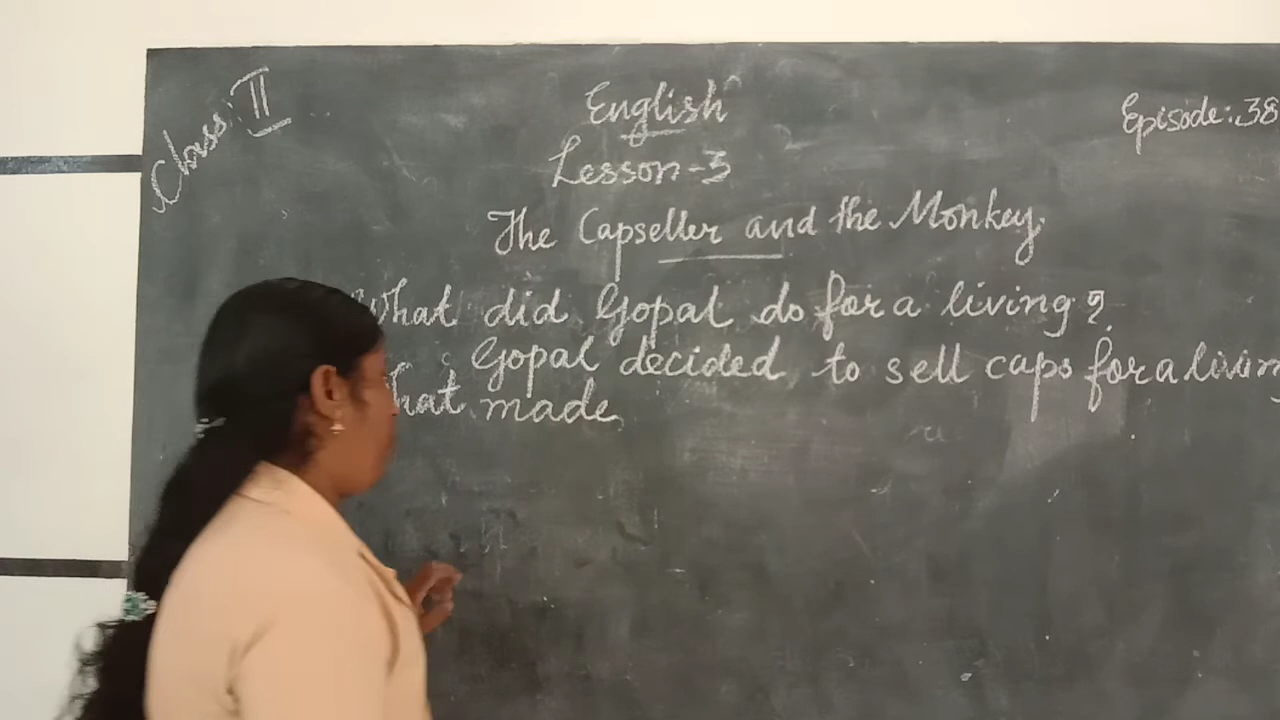 Class: II
English
Episode: 38
Lesson-3
The Capseller and the Monkey.
What did Gopal do for a living?
Gopal decided to sell caps for a living
What made